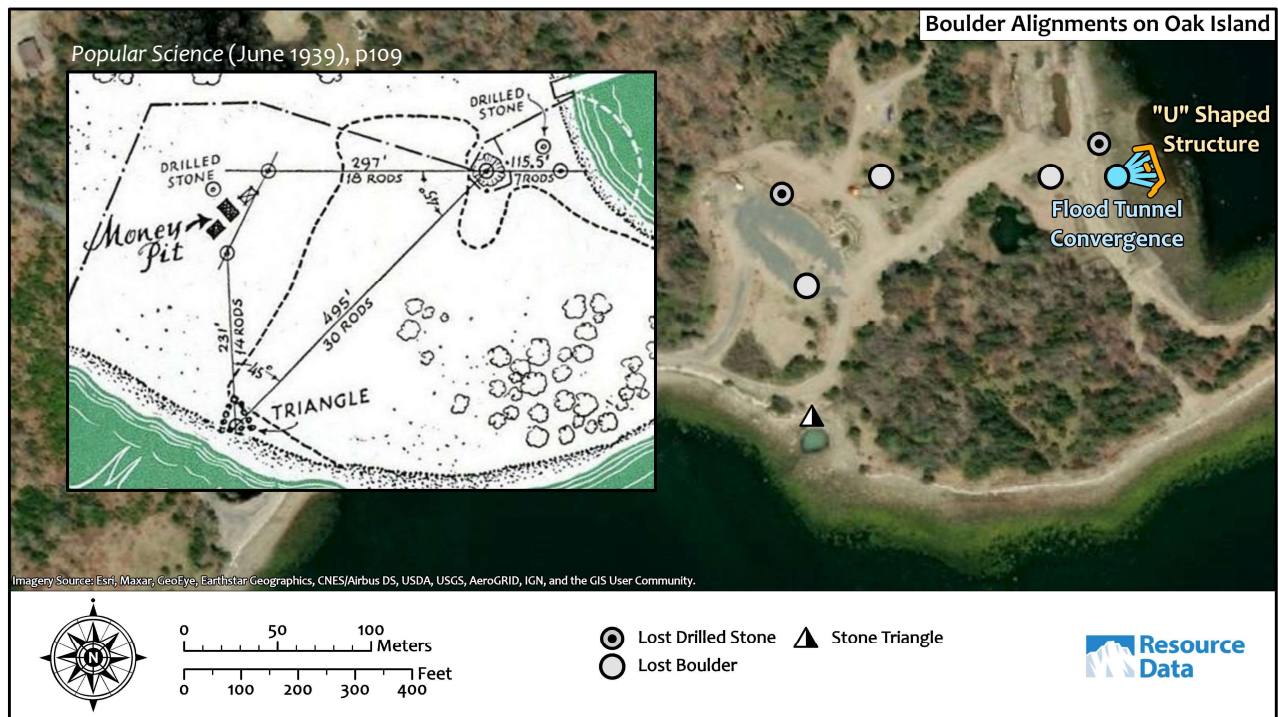 Boulder Alignments on Oak Island
Popular Science (June 1939), p109
DRILLED
STONE
DRILLED
STONE
297'
18 RODS
115.5'
7 RODS
45°
Money
Pit
495'
30 RODS
231'
14 RODS
45°
TRIANGLE
"U" Shaped
Structure
Flood Tunnel
Convergence
Imagery Source: Esri, Maxar, GeoEye, Earthstar Geographics, CNES/Airbus DS, USDA, USGS, AeroGRID, IGN, and the GIS User Community.
N
0 50 100
Meters
Feet
0 100 200 300 400
Lost Drilled Stone
Stone Triangle
Lost Boulder
Resource
Data